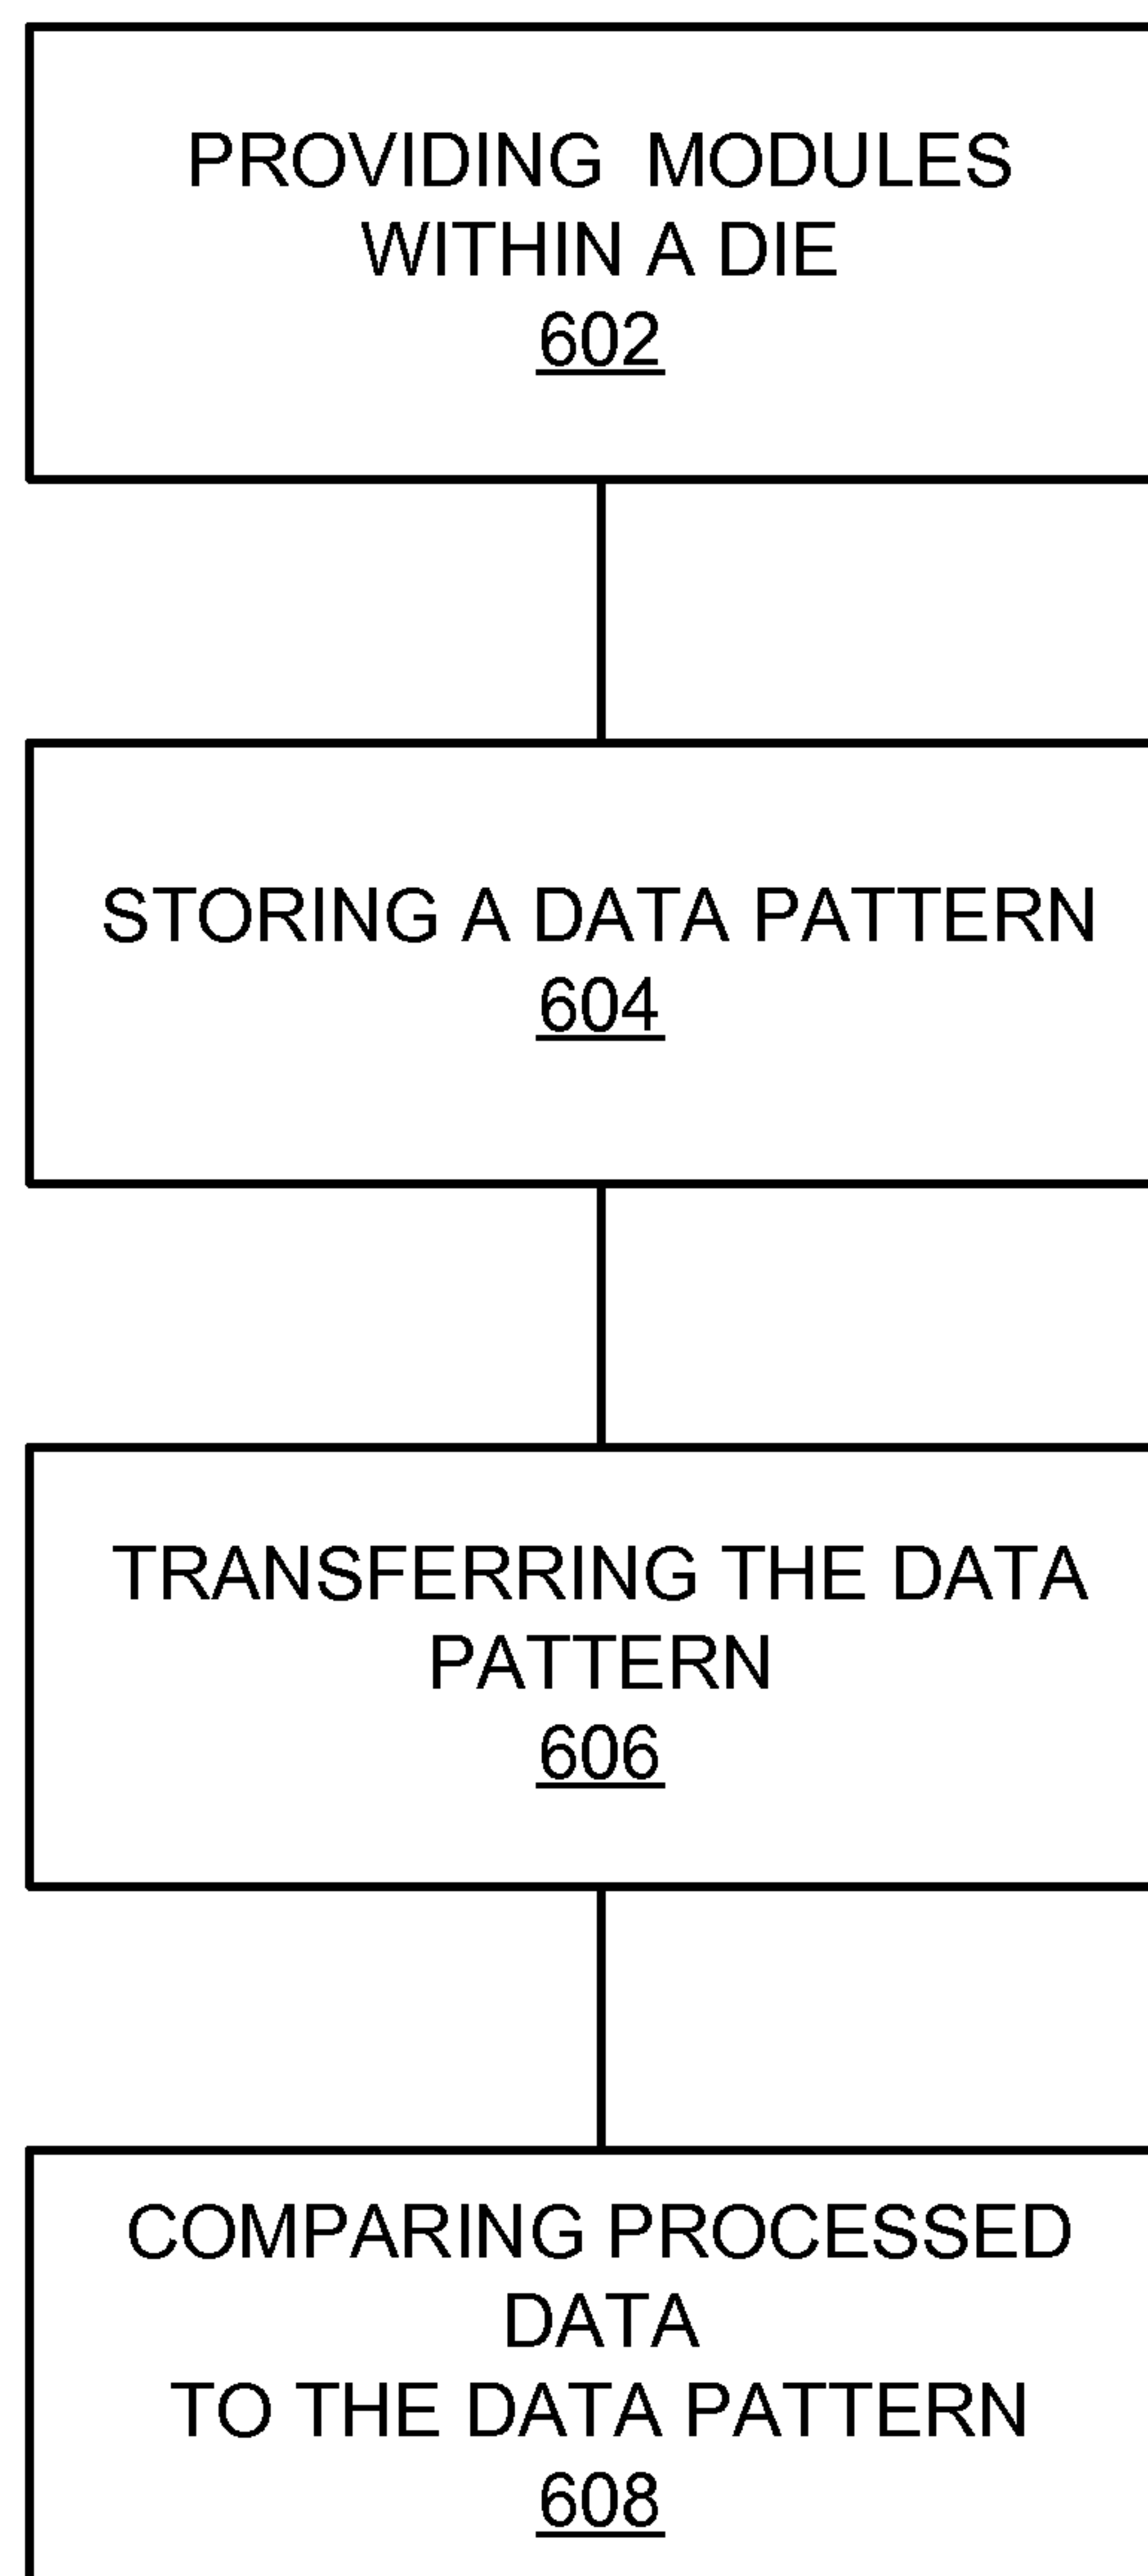 PROVIDING MODULES
WITHIN A DIE
602
STORING A DATA PATTERN
604
TRANSFERRING THE DATA
PATTERN
606
COMPARING PROCESSED
DATA
TO THE DATA PATTERN
608